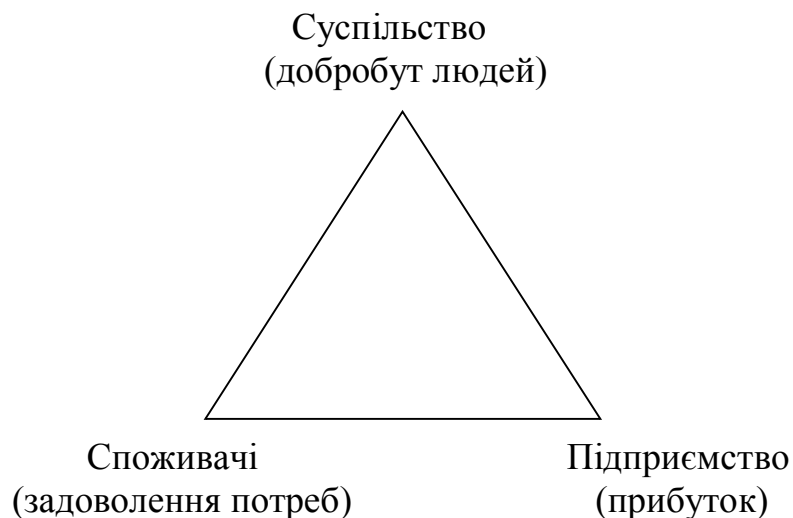 Суспільство
(добробут людей)
Споживачі
(задоволення потреб)
Підприємство
(прибуток)